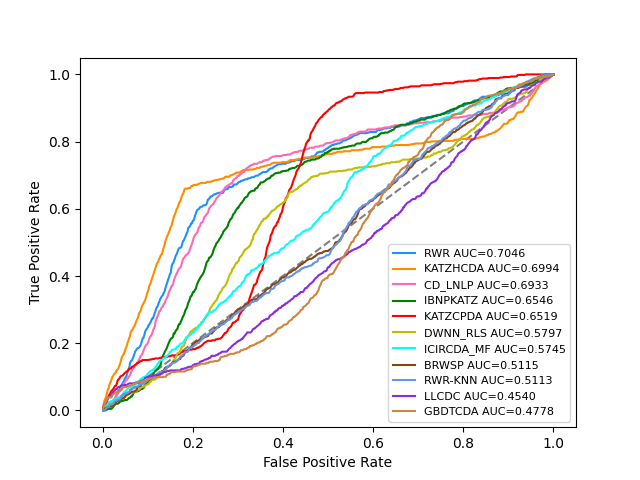 1.0
0.8
0.6
0.4
0.2
0.0
True Positive Rate
0.0 0.2 0.4 0.6 0.8 1.0
False Positive Rate
RWR AUC=0.7046
KATZHCDA AUC=0.6994
CD_LNLP AUC=0.6933
IBNPKATZ AUC=0.6546
KATZCPDA AUC=0.6519
DWNN_RLS AUC=0.5797
ICIRCDA_MF AUC=0.5745
BRWSP AUC=0.5115
RWR-KNN AUC=0.5113
LLCDC AUC=0.4540
GBDTCDA AUC=0.4778